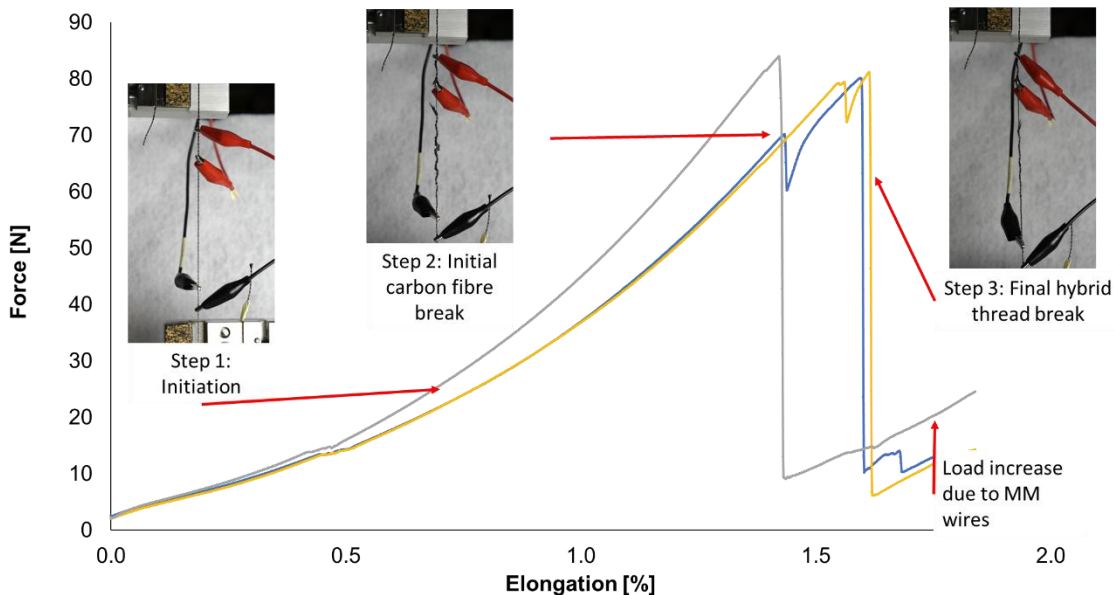 Force [N]
90
80
70
60
50
40
30
20
10
0
0.0
0.5
1.0
1.5
2.0
Elongation [%]
Step 1:
Initiation
Step 2: Initial
carbon fibre
break
Step 3: Final hybrid
thread break
Load increase
due to MM
wires